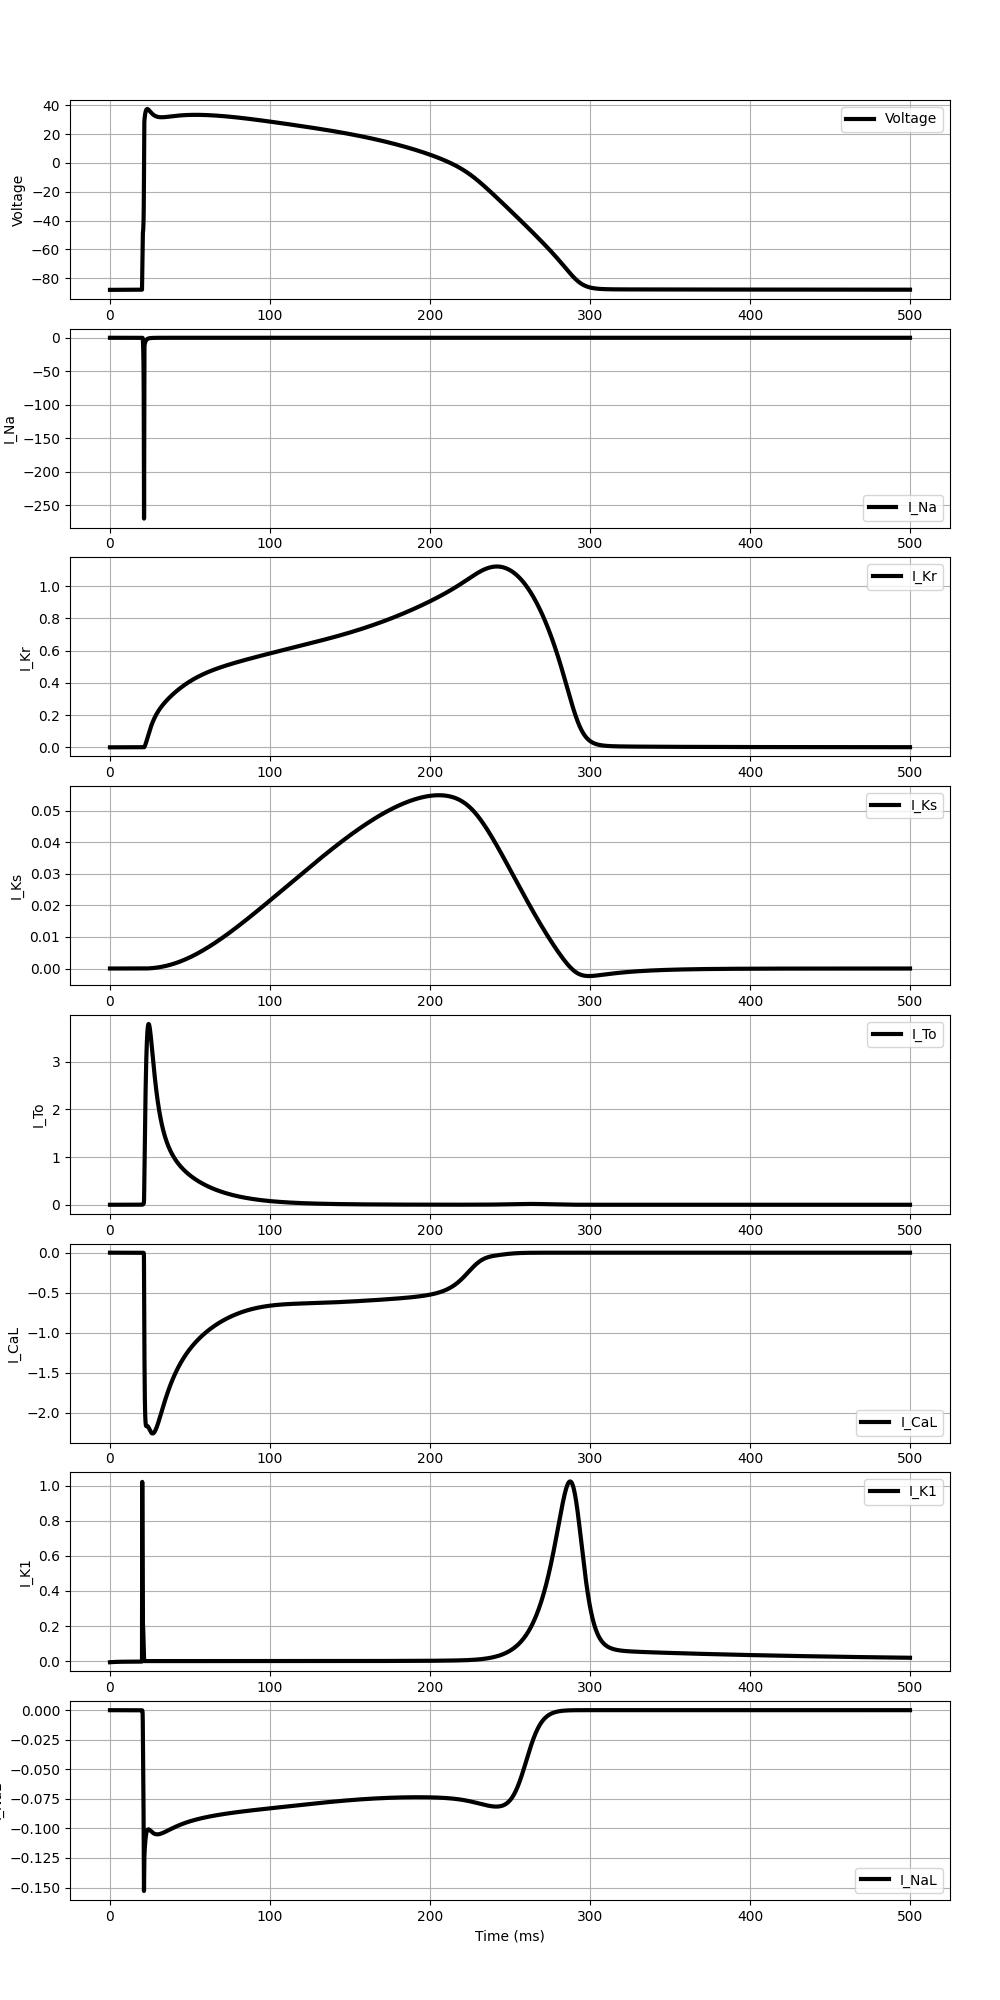 40
20
0
−20
−40
−60
−80
Voltage
Voltage
0 100 200 300 400 500
0
−50
−100
−150
−200
−250
I_Na
I_Na
0 100 200 300 400 500
1.0
0.8
0.6
0.4
0.2
0.0
I_Kr
I_Kr
0 100 200 300 400 500
0.05
0.04
0.03
0.02
0.01
0.00
I_Ks
I_Ks
0 100 200 300 400 500
3
2
1
0
I_To
I_To
0 100 200 300 400 500
0.0
−0.5
−1.0
−1.5
−2.0
I_CaL
I_CaL
0 100 200 300 400 500
1.0
0.8
0.6
0.4
0.2
0.0
I_K1
I_K1
0 100 200 300 400 500
0.000
−0.025
−0.050
−0.075
−0.100
−0.125
−0.150
I_NaL
0 100 200 300 400 500
Time (ms)